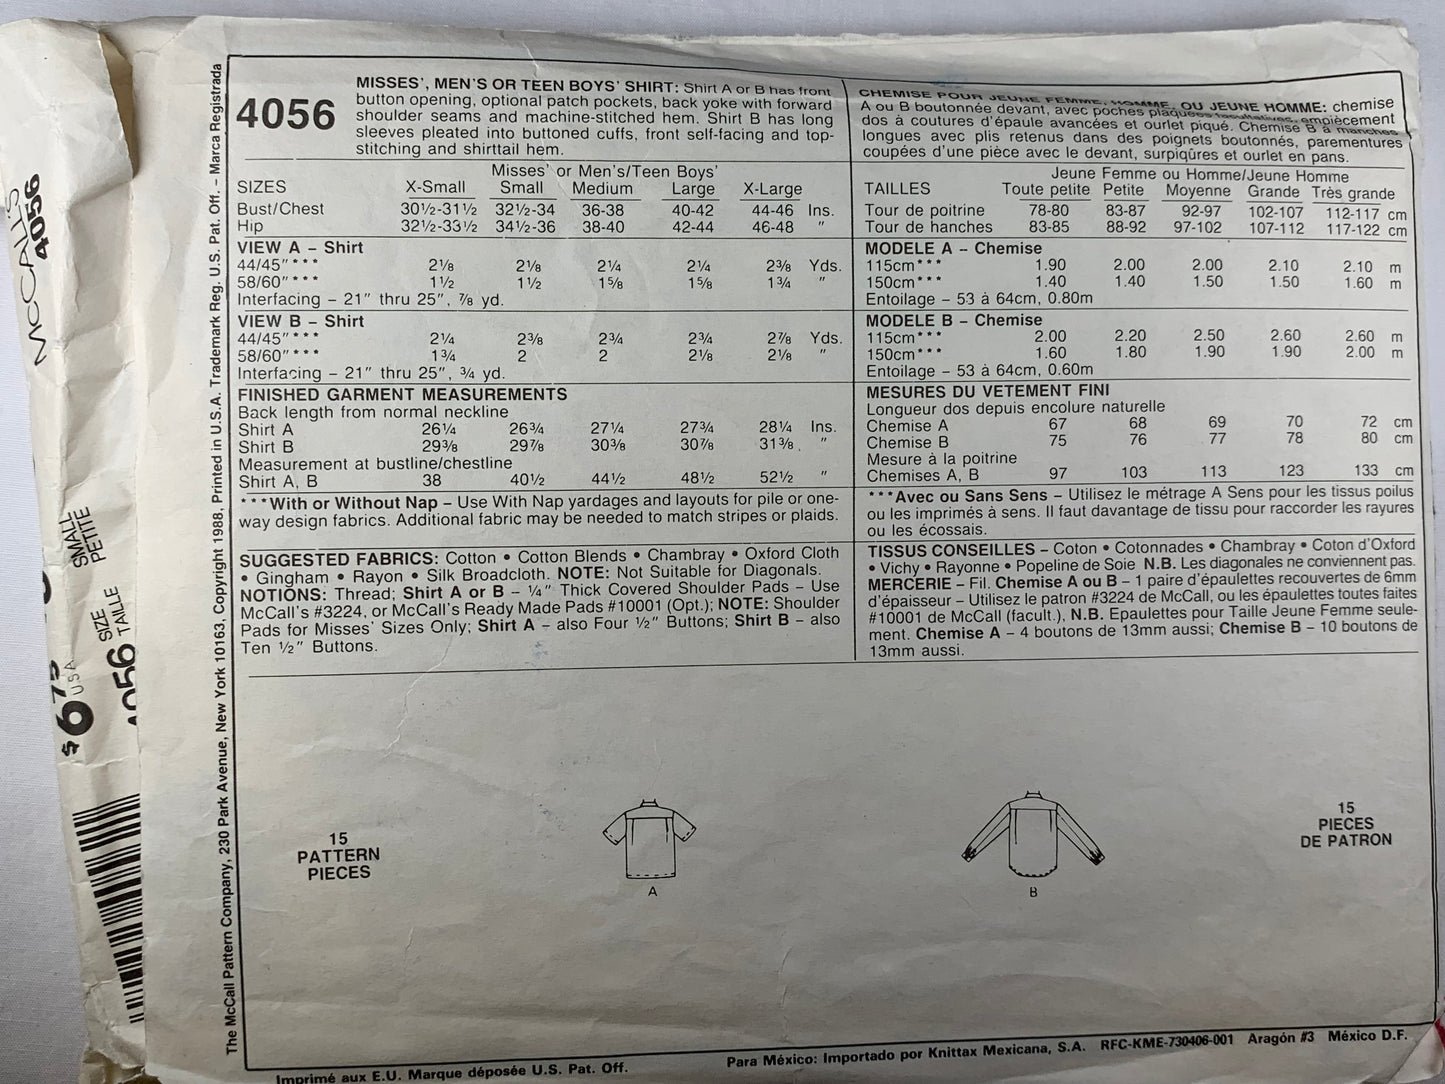 McCALL'S
4056
SMALL
PETITE
SIZE
TAILLE
4056
$6
75
USA
The McCall Pattern Company, 230 Park Avenue, New York 10163, Copyright 1988, Printed in U.S.A. Trademark Reg. U.S. Pat. Off. – Marca Registrada
4056
MISSES', MEN'S OR TEEN BOYS' SHIRT: Shirt A or B has front
button opening, optional patch pockets, back yoke with forward
shoulder seams and machine-stitched hem. Shirt B has long
sleeves pleated into buttoned cuffs, front self-facing and top-
stitching and shirttail hem.
Misses' or Men's/Teen Boys'
SIZES X-Small Small Medium Large X-Large
Bust/Chest 30½-31½ 32½-34 36-38 40-42 44-46 Ins.
Hip 32½-33½ 34½-36 38-40 42-44 46-48 "
VIEW A – Shirt
44/45"*** 2⅛ 2⅛ 2¼ 2¼ 2⅜ Yds.
58/60"*** 1½ 1½ 1⅝ 1⅝ 1¾ "
Interfacing – 21" thru 25", ⅞ yd.
VIEW B – Shirt
44/45"*** 2¼ 2⅜ 2¾ 2¾ 2⅞ Yds.
58/60"*** 1¾ 2 2 2⅛ 2⅛ "
Interfacing – 21" thru 25", ¾ yd.
FINISHED GARMENT MEASUREMENTS
Back length from normal neckline
Shirt A 26¼ 26¾ 27¼ 27¾ 28¼ Ins.
Shirt B 29⅜ 29⅞ 30⅜ 30⅞ 31⅜ "
Measurement at bustline/chestline
Shirt A, B 38 40½ 44½ 48½ 52½ "
***With or Without Nap – Use With Nap yardages and layouts for pile or one-
way design fabrics. Additional fabric may be needed to match stripes or plaids.
SUGGESTED FABRICS: Cotton • Cotton Blends • Chambray • Oxford Cloth
• Gingham • Rayon • Silk Broadcloth. NOTE: Not Suitable for Diagonals.
NOTIONS: Thread; Shirt A or B – ¼" Thick Covered Shoulder Pads – Use
McCall's #3224, or McCall's Ready Made Pads #10001 (Opt.); NOTE: Shoulder
Pads for Misses' Sizes Only; Shirt A – also Four ½" Buttons; Shirt B – also
Ten ½" Buttons.
CHEMISE POUR JEUNE FEMME, HOMME, OU JEUNE HOMME: chemise
A ou B boutonnée devant, avec poches plaquées facultatives, empiècement
dos à coutures d'épaule avancées et ourlet piqué. Chemise B à manches
longues avec plis retenus dans des poignets boutonnés, parementures
coupées d'une pièce avec le devant, surpiqûres et ourlet en pans.
Jeune Femme ou Homme/Jeune Homme
TAILLES Toute petite Petite Moyenne Grande Très grande
Tour de poitrine 78-80 83-87 92-97 102-107 112-117 cm
Tour de hanches 83-85 88-92 97-102 107-112 117-122 cm
MODELE A – Chemise
115cm*** 1.90 2.00 2.00 2.10 2.10 m
150cm*** 1.40 1.40 1.50 1.50 1.60 m
Entoilage – 53 à 64cm, 0.80m
MODELE B – Chemise
115cm*** 2.00 2.20 2.50 2.60 2.60 m
150cm*** 1.60 1.80 1.90 1.90 2.00 m
Entoilage – 53 à 64cm, 0.60m
MESURES DU VETEMENT FINI
Longueur dos depuis encolure naturelle
Chemise A 67 68 69 70 72 cm
Chemise B 75 76 77 78 80 cm
Mesure à la poitrine
Chemises A, B 97 103 113 123 133 cm
***Avec ou Sans Sens – Utilisez le métrage A Sens pour les tissus poilus
ou les imprimés à sens. Il faut davantage de tissu pour raccorder les rayures
ou les écossais.
TISSUS CONSEILLES – Coton • Cotonnades • Chambray • Coton d'Oxford
• Vichy • Rayonne • Popeline de Soie N.B. Les diagonales ne conviennent pas.
MERCERIE – Fil. Chemise A ou B – 1 paire d'épaulettes recouvertes de 6mm
d'épaisseur – Utilisez le patron #3224 de McCall, ou les épaulettes toutes faites
#10001 de McCall (facult.), N.B. Epaulettes pour Taille Jeune Femme seule-
ment. Chemise A – 4 boutons de 13mm aussi; Chemise B – 10 boutons de
13mm aussi.
15
PATTERN
PIECES
A
B
15
PIECES
DE PATRON
Imprimé aux E.U. Marque déposée U.S. Pat. Off.
Para México: Importado por Knittax Mexicana, S.A. RFC-KME-730406-001 Aragón #3 México D.F.